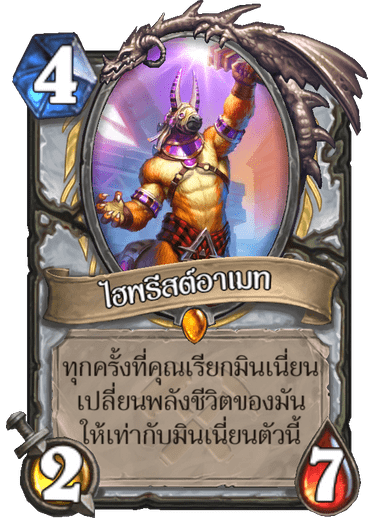 4
ไฮพรีสต์อาเมท
ทุกครั้งที่คุณเรียกมินเนี่ยน
เปลี่ยนพลังชีวิตของมัน
ให้เท่ากับมินเนี่ยนตัวนี้
2
7